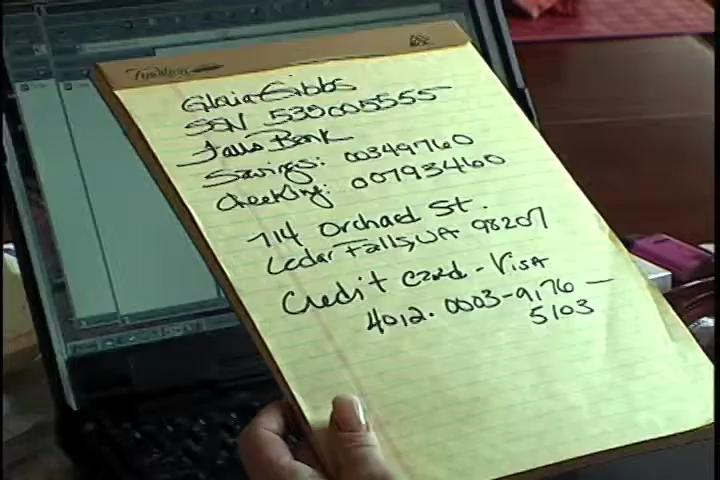 Gloria Gibbs
SSN 539005555
Falls Bank
Savings: 00349760
Checking: 007934600
714 Orchard St.
Cedar Falls, WA 98207
Credit Card - Visa
4012. 0003-9176 —
5103